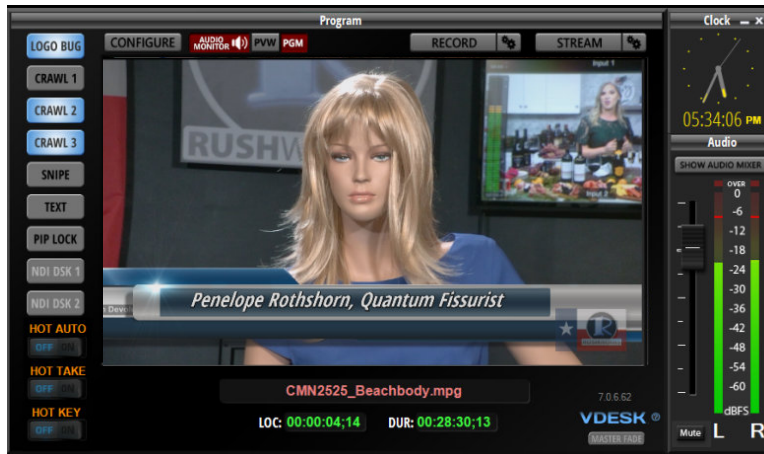 Program
Clock
LOGO BUG
CONFIGURE
AUDIO MONITOR
PVW
PGM
RECORD
STREAM
CRAWL 1
CRAWL 2
CRAWL 3
SNIPE
TEXT
PIP LOCK
NDI DSK 1
NDI DSK 2
HOT AUTO
OFF ON
HOT TAKE
OFF ON
HOT KEY
OFF ON
Input 1
RUSHW
Input 2
Penelope Rothshorn, Quantum Fissurist
Deve
R
CMN2525_Beachbody.mpg
LOC: 00:00:04;14
DUR: 00:28:30;13
7.0.6.62
VDESK
MASTER FADE
05:34:06 PM
Audio
SHOW AUDIO MIXER
OVER
0
-6
-12
-18
-24
-30
-36
-42
-48
-54
-60
dBFS
Mute
L
R